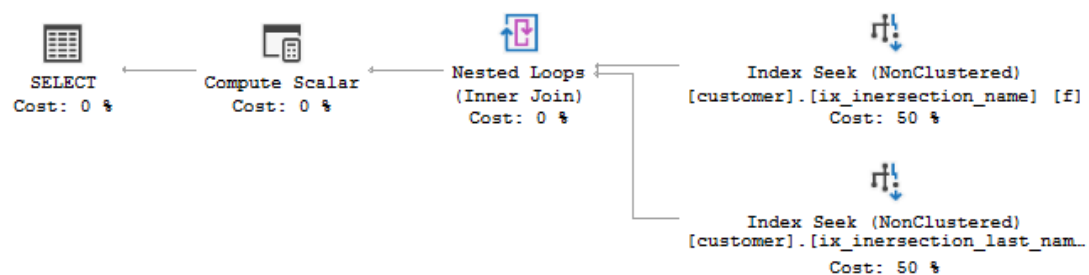 SELECT
Cost: 0 %
Compute Scalar
Cost: 0 %
Nested Loops
(Inner Join)
Cost: 0 %
Index Seek (NonClustered)
[customer].[ix_inersection_name] [f]
Cost: 50 %
Index Seek (NonClustered)
[customer].[ix_inersection_last_nam…
Cost: 50 %